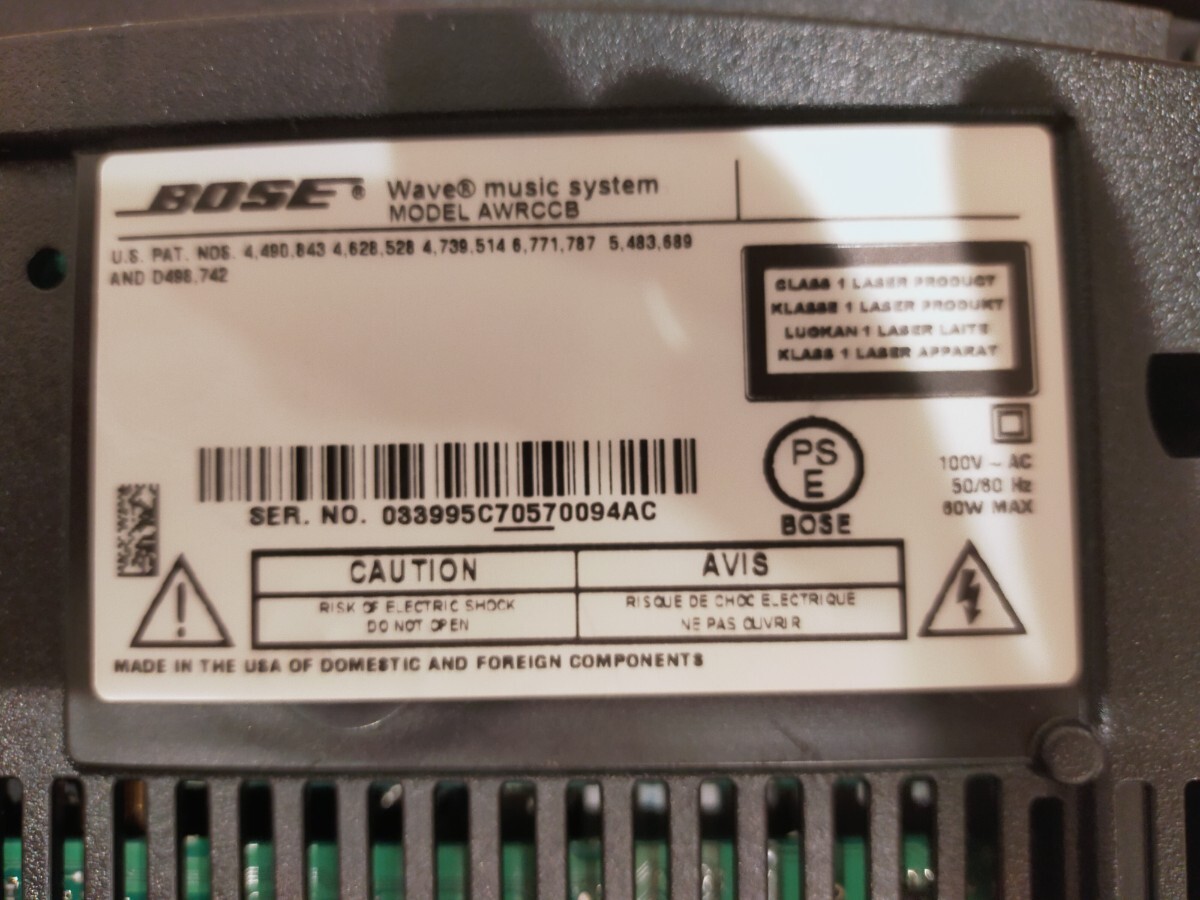 BOSE® Wave® music system
MODEL AWRCCB
U.S. PAT. NOS. 4,490,843 4,628,528 4,739,514 6,771,787 5,483,689
AND D498,742
CLASS 1 LASER PRODUCT
KLASSE 1 LASER PRODUKT
LUOKAN 1 LASER LAITE
KLASS 1 LASER APPARAT
PS
E
BOSE
100V ~ AC
50/60 Hz
60W MAX
SER. NO. 033995C70570094AC
CAUTION
RISK OF ELECTRIC SHOCK
DO NOT OPEN
AVIS
RISQUE DE CHOC ELECTRIQUE
NE PAS OUVRIR
MADE IN THE USA OF DOMESTIC AND FOREIGN COMPONENTS